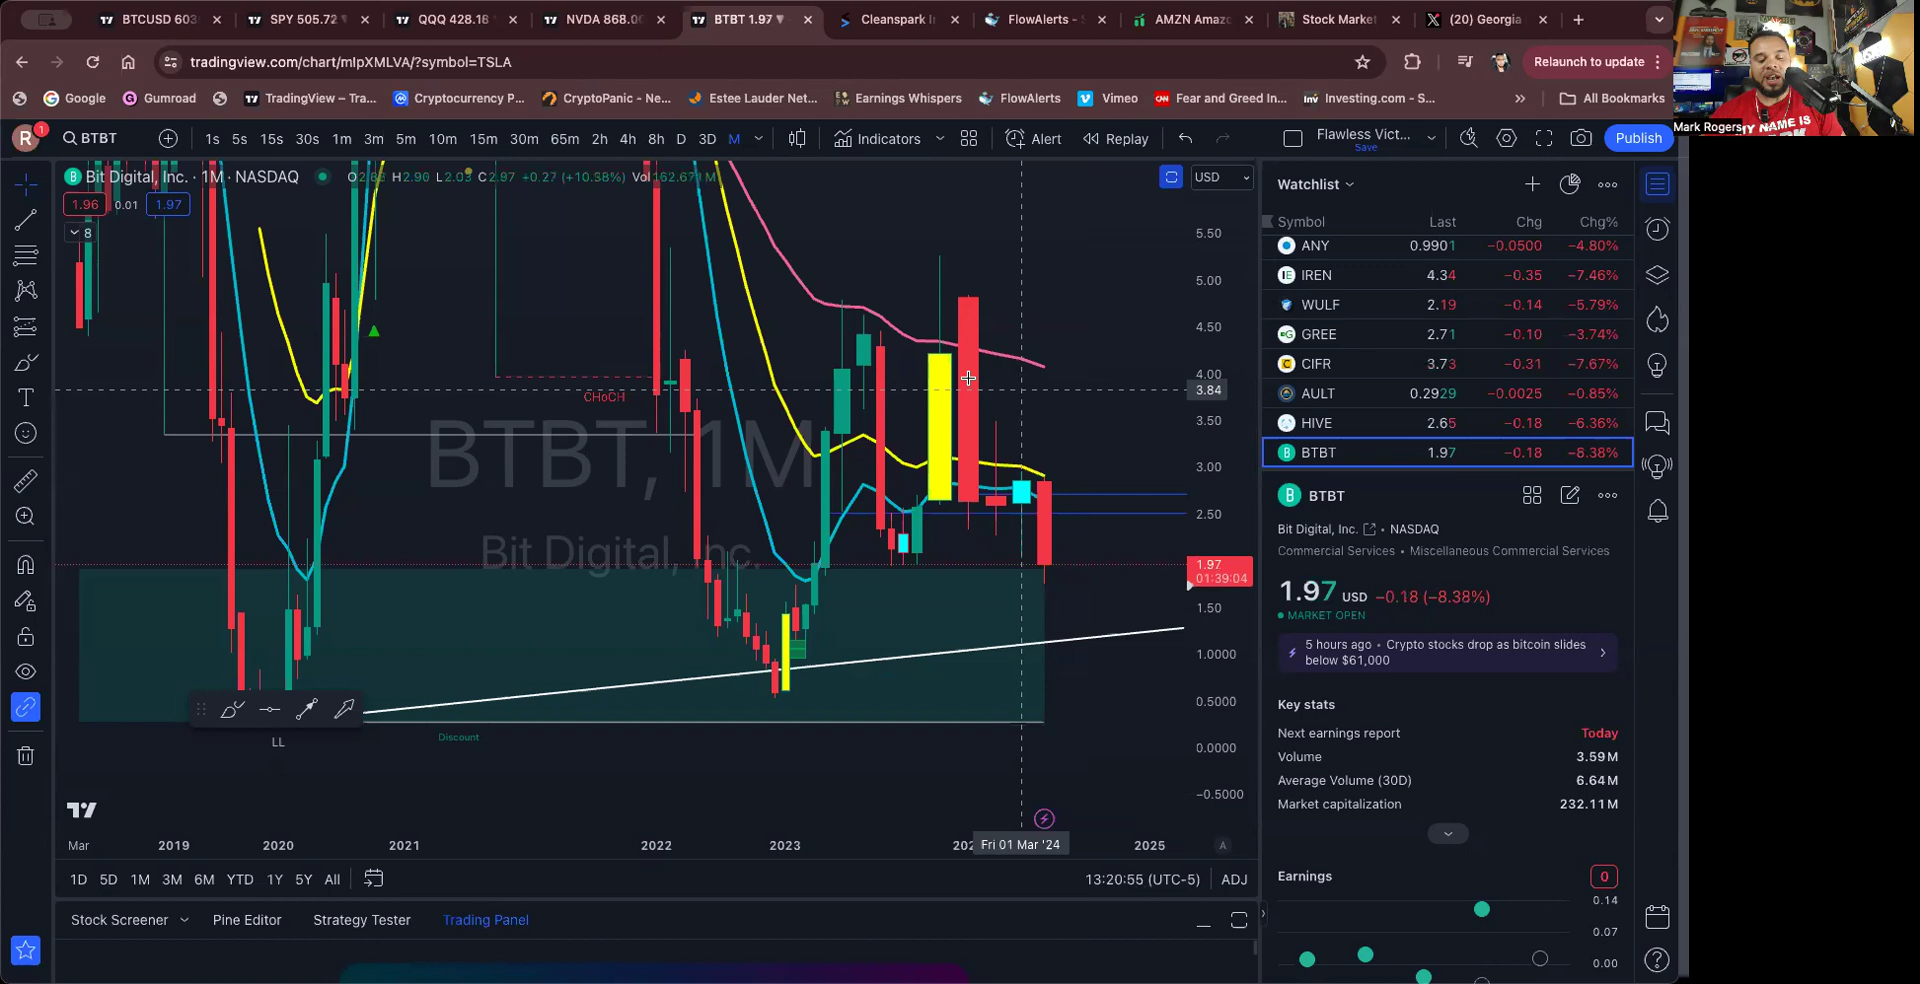 BTCUSD 603
SPY 505.72
QQQ 428.16
NVDA 868.0
BTBT 1.97
Cleanspark I
FlowAlerts - S
AMZN Amaz
Stock Market
(20) Georgia
tradingview.com/chart/mlpXMLVA/?symbol=TSLA
Relaunch to update
Google
Gumroad
TradingView – Tra...
Cryptocurrency P...
CryptoPanic - Ne...
Estee Lauder Net...
Earnings Whispers
FlowAlerts
Vimeo
Fear and Greed In...
Investing.com - S...
All Bookmarks
Mark Rogers
MY NAME IS
R 1
BTBT
1s 5s 15s 30s 1m 3m 5m 10m 15m 30m 65m 2h 4h 8h D 3D M
Indicators
Alert
Replay
Flawless Vict...
Save
Publish
Bit Digital, Inc. · 1M · NASDAQ
H2.90 C2.97 +0.27 (+10.38%)
USD
1.96 0.01 1.97
8
CHoCH
BTBT, 1M
Bit Digital, Inc.
LL
Discount
5.50
5.00
4.50
4.00
3.84
3.50
3.00
2.50
1.97
01:39:04
1.50
1.0000
0.5000
0.0000
−0.5000
Mar 2019 2020 2021 2022 2023 202 Fri 01 Mar '24 2025 A
1D 5D 1M 3M 6M YTD 1Y 5Y All
13:20:55 (UTC-5) ADJ
Stock Screener
Pine Editor
Strategy Tester
Trading Panel
Watchlist
Symbol Last Chg Chg%
ANY 0.9901 −0.0500 −4.80%
IREN 4.34 −0.35 −7.46%
WULF 2.19 −0.14 −5.79%
GREE 2.71 −0.10 −3.74%
CIFR 3.73 −0.31 −7.67%
AULT 0.2929 −0.0025 −0.85%
HIVE 2.65 −0.18 −6.36%
BTBT 1.97 −0.18 −8.38%
BTBT
Bit Digital, Inc. • NASDAQ
Commercial Services • Miscellaneous Commercial Services
1.97 USD −0.18 (−8.38%)
MARKET OPEN
5 hours ago • Crypto stocks drop as bitcoin slides
below $61,000
Key stats
Next earnings report Today
Volume 3.59M
Average Volume (30D) 6.64M
Market capitalization 232.11M
Earnings 0
0.14
0.07
0.00